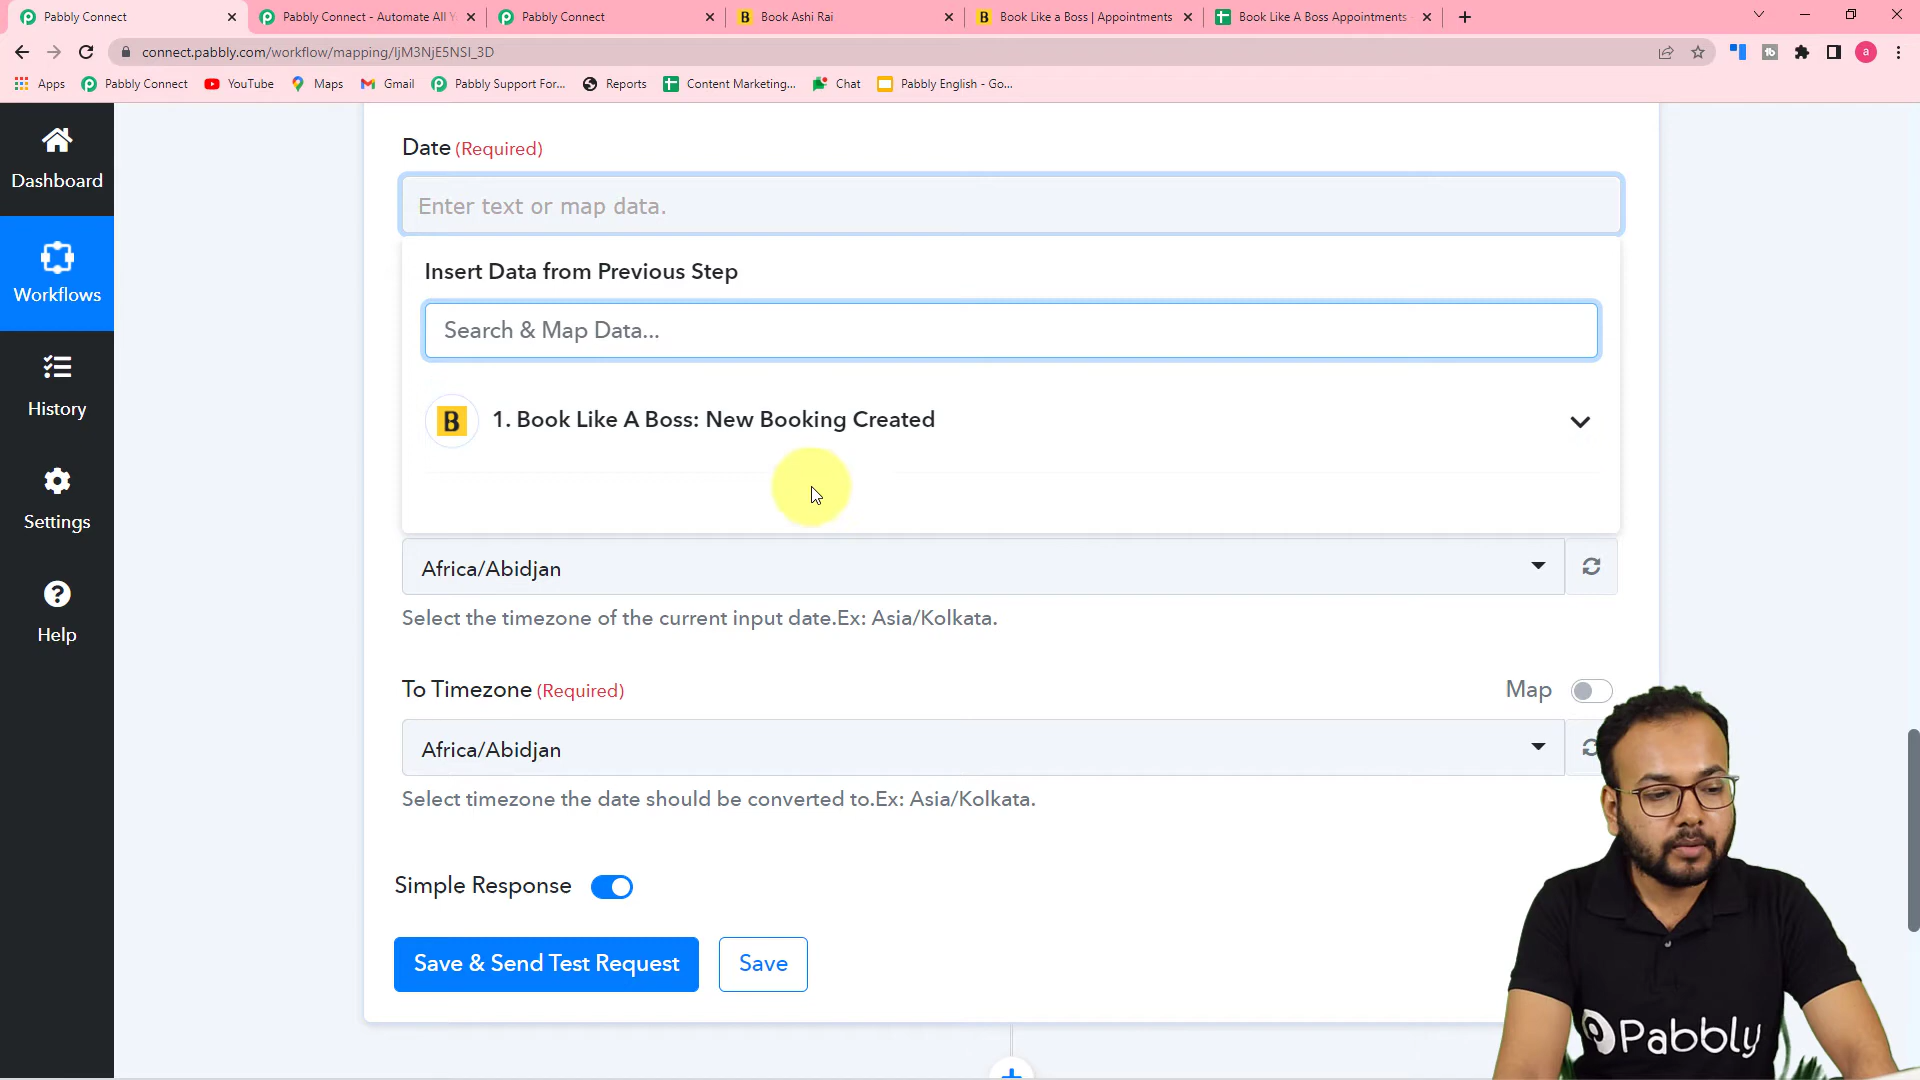 Pabbly Connect
Pabbly Connect - Automate All Y
Pabbly Connect
Book Ashi Rai
Book Like a Boss | Appointments
Book Like A Boss Appointments
connect.pabbly.com/workflow/mapping/IjM3NjE5NSI_3D
a
Apps
Pabbly Connect
YouTube
Maps
Gmail
Pabbly Support For...
Reports
Content Marketing...
Chat
Pabbly English - Go...
Dashboard
Workflows
History
Settings
Help
Date (Required)
Enter text or map data.
Insert Data from Previous Step
Search & Map Data...
B
1. Book Like A Boss: New Booking Created
Africa/Abidjan
Select the timezone of the current input date.Ex: Asia/Kolkata.
To Timezone (Required)
Map
Africa/Abidjan
Select timezone the date should be converted to.Ex: Asia/Kolkata.
Simple Response
Save & Send Test Request
Save
Pabbly